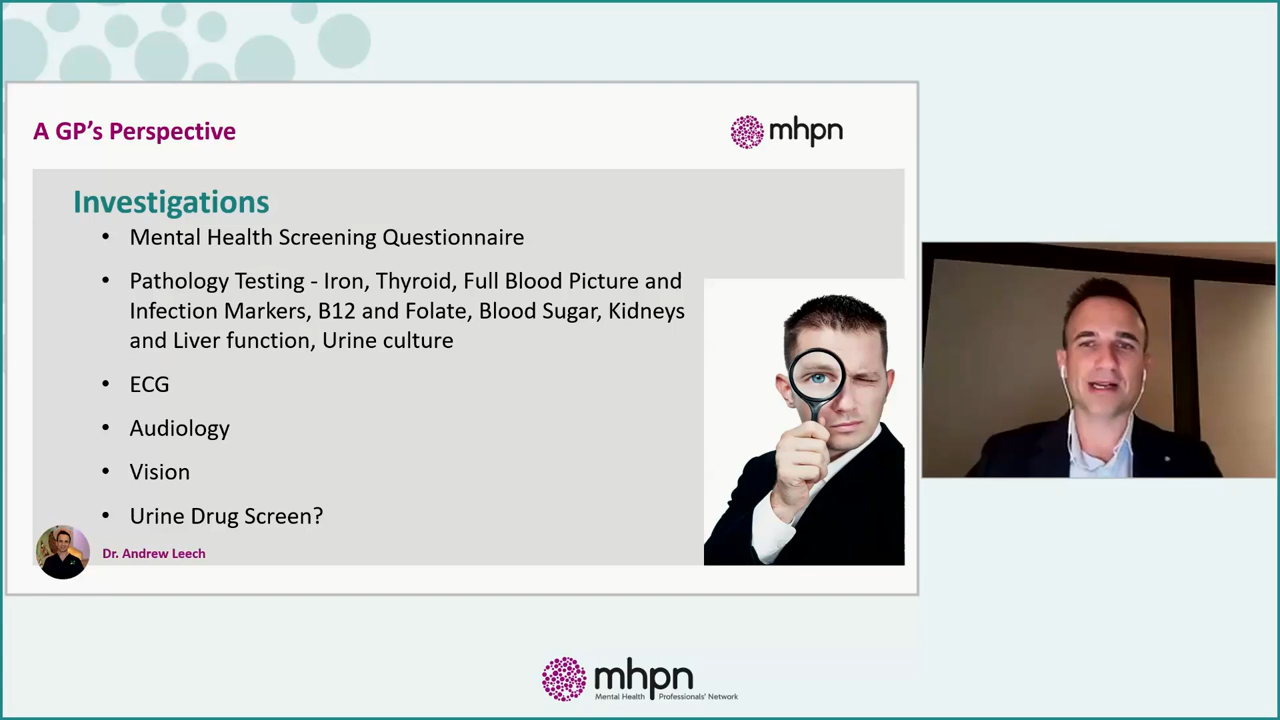 A GP's Perspective
mhpn
Investigations
• Mental Health Screening Questionnaire
• Pathology Testing - Iron, Thyroid, Full Blood Picture and
Infection Markers, B12 and Folate, Blood Sugar, Kidneys
and Liver function, Urine culture
• ECG
• Audiology
• Vision
• Urine Drug Screen?
Dr. Andrew Leech
mhpn
Mental Health Professionals' Network